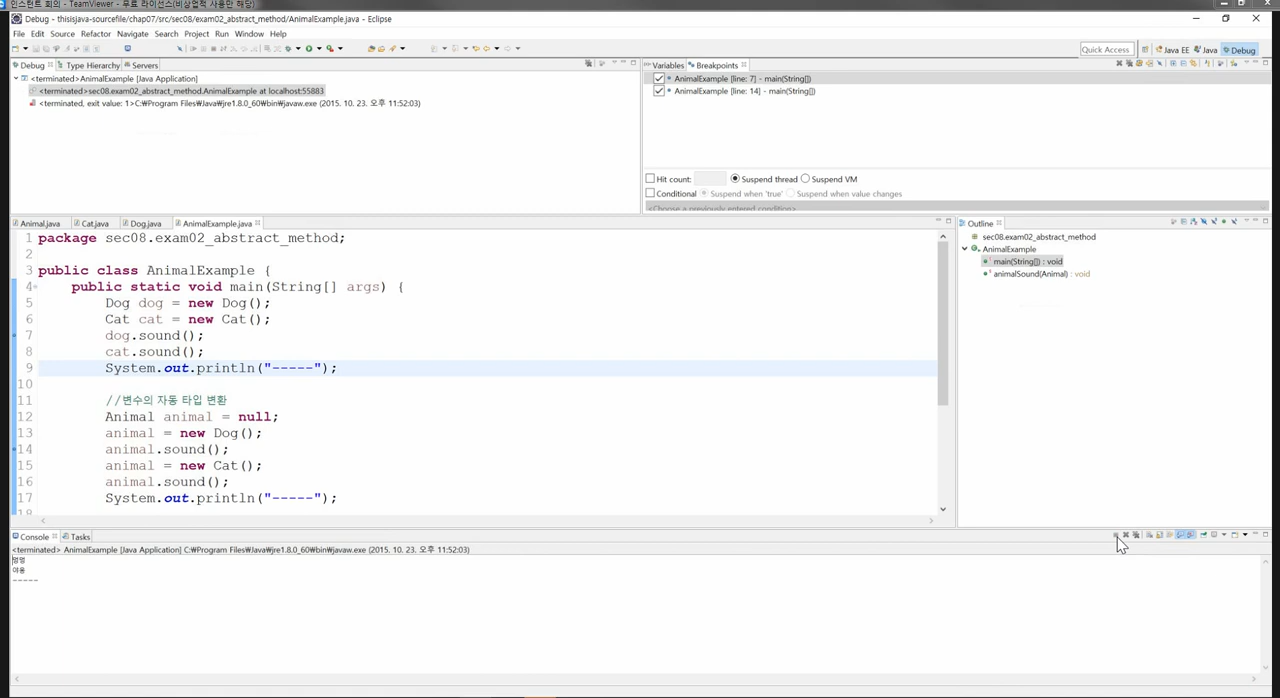 인스턴트 회의 - TeamViewer - 무료 라이선스(비상업적 사용만 해당)
Debug - thisisjava-sourcefile/chap07/src/sec08/exam02_abstract_method/AnimalExample.java - Eclipse
File Edit Source Refactor Navigate Search Project Run Window Help
Quick Access Java EE Java Debug
Debug Type Hierarchy Servers
<terminated>AnimalExample [Java Application]
<terminated>sec08.exam02_abstract_method.AnimalExample at localhost:55883
<terminated, exit value: 1>C:₩Program Files₩Java₩jre1.8.0_60₩bin₩javaw.exe (2015. 10. 23. 오후 11:52:03)
Variables Breakpoints
AnimalExample [line: 7] - main(String[])
AnimalExample [line: 14] - main(String[])
Hit count: Suspend thread Suspend VM
Conditional Suspend when 'true' Suspend when value changes
<Choose a previously entered condition>
Animal.java Cat.java Dog.java AnimalExample.java
1 package sec08.exam02_abstract_method;
2
3 public class AnimalExample {
4 public static void main(String[] args) {
5 Dog dog = new Dog();
6 Cat cat = new Cat();
7 dog.sound();
8 cat.sound();
9 System.out.println("-----");
10
11 //변수의 자동 타입 변환
12 Animal animal = null;
13 animal = new Dog();
14 animal.sound();
15 animal = new Cat();
16 animal.sound();
17 System.out.println("-----");
18
Outline
sec08.exam02_abstract_method
AnimalExample
main(String[]) : void
animalSound(Animal) : void
Console Tasks
<terminated> AnimalExample [Java Application] C:₩Program Files₩Java₩jre1.8.0_60₩bin₩javaw.exe (2015. 10. 23. 오후 11:52:03)
멍멍
야옹
-----